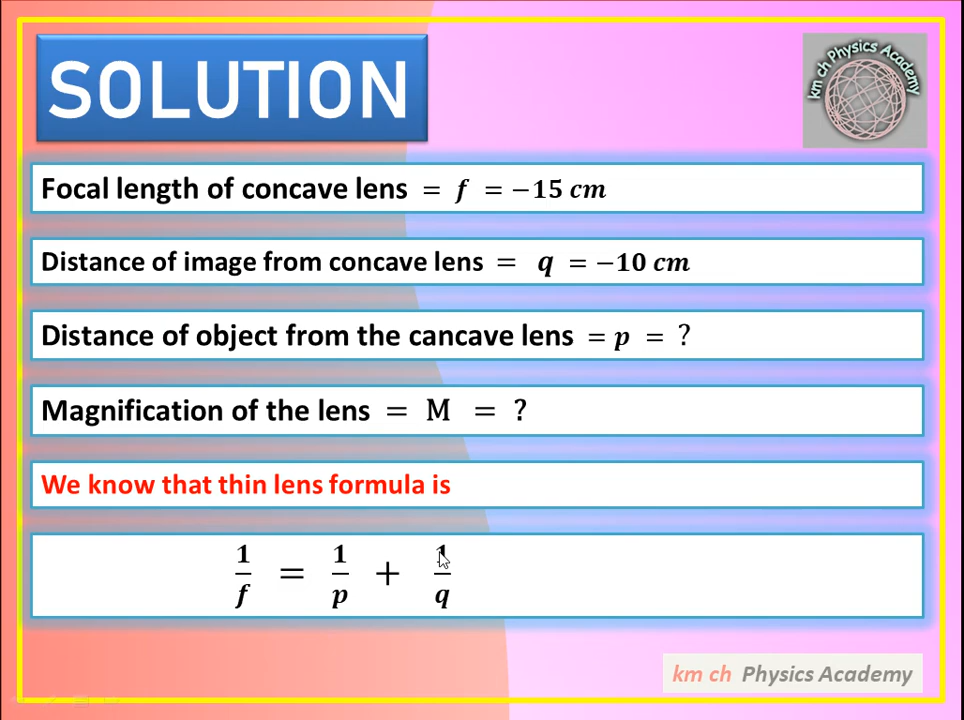 SOLUTION
km ch Physics Academy
Focal length of concave lens = f = −15 cm
Distance of image from concave lens = q = −10 cm
Distance of object from the cancave lens = p = ?
Magnification of the lens = M = ?
We know that thin lens formula is
1/f = 1/p + 1/q
km ch Physics Academy